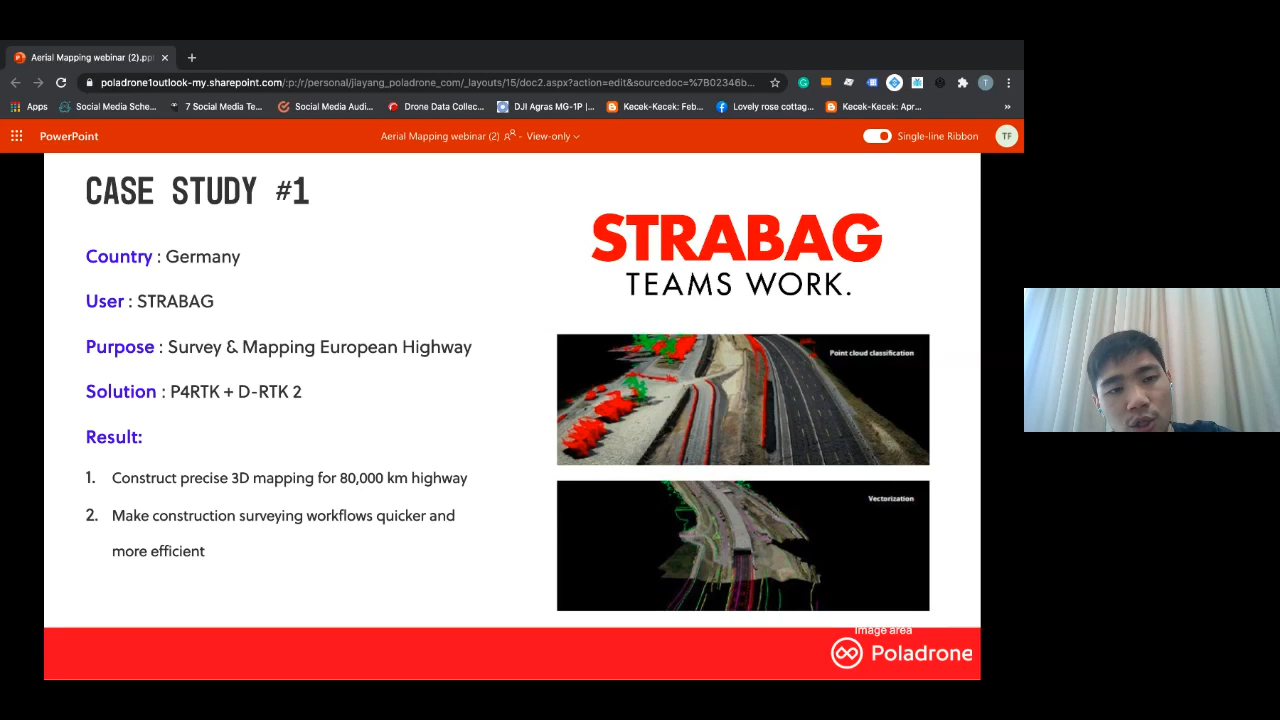 Aerial Mapping webinar (2).ppt
poladrone1outlook-my.sharepoint.com/:p:/r/personal/jiayang_poladrone_com/_layouts/15/doc2.aspx?action=edit&sourcedoc=%7B02346b...
T
Apps
Social Media Sche...
7 Social Media Te...
Social Media Audi...
Drone Data Collec...
DJI Agras MG-1P |...
Kecek-Kecek: Feb...
Lovely rose cottag...
Kecek-Kecek: Apr...
»
PowerPoint
Aerial Mapping webinar (2) - View-only
Single-line Ribbon
TF
CASE STUDY #1
Country : Germany
User : STRABAG
Purpose : Survey & Mapping European Highway
Solution : P4RTK + D-RTK 2
Result:
1. Construct precise 3D mapping for 80,000 km highway
2. Make construction surveying workflows quicker and
more efficient
STRABAG
TEAMS WORK.
Point cloud classification
Vectorization
Image area
Poladrone